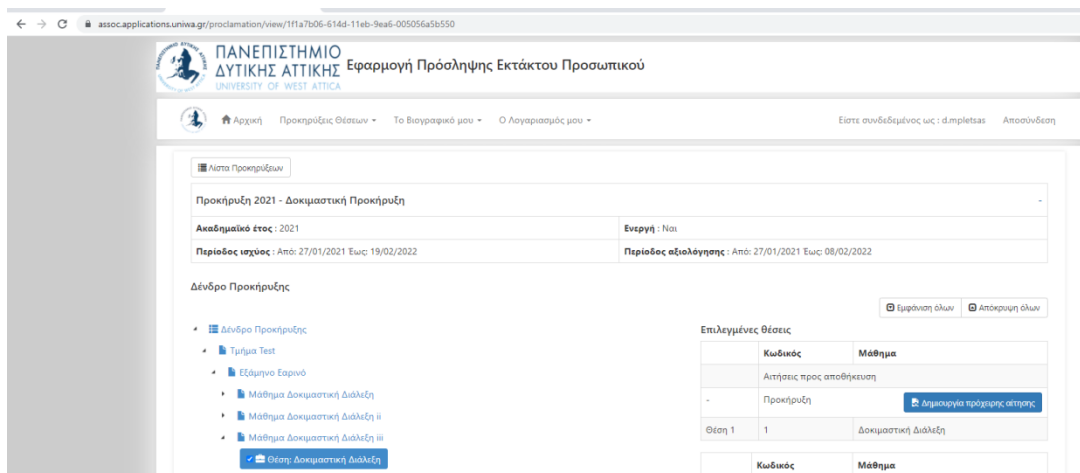 assoc.applications.uniwa.gr/proclamation/view/1f1a7b06-614d-11eb-9ea6-005056a5b550
ΠΑΝΕΠΙΣΤΗΜΙΟ
ΔΥΤΙΚΗΣ ΑΤΤΙΚΗΣ
UNIVERSITY OF WEST ATTICA
Εφαρμογή Πρόσληψης Εκτάκτου Προσωπικού
Αρχική Προκηρύξεις Θέσεων Το Βιογραφικό μου Ο Λογαριασμός μου Είστε συνδεδεμένος ως : d.mpletsas Αποσύνδεση
Λίστα Προκηρύξεων
Προκήρυξη 2021 - Δοκιμαστική Προκήρυξη -
Ακαδημαϊκό έτος : 2021 Ενεργή : Ναι
Περίοδος ισχύος : Από: 27/01/2021 Έως: 19/02/2022 Περίοδος αξιολόγησης : Από: 27/01/2021 Έως: 08/02/2022
Δένδρο Προκήρυξης
Εμφάνιση όλων Απόκρυψη όλων
Δένδρο Προκήρυξης
Τμήμα Test
Εξάμηνο Εαρινό
Μάθημα Δοκιμαστική Διάλεξη
Μάθημα Δοκιμαστική Διάλεξη ii
Μάθημα Δοκιμαστική Διάλεξη iii
Θέση: Δοκιμαστική Διάλεξη
Επιλεγμένες θέσεις
Κωδικός Μάθημα
Αιτήσεις προς αποθήκευση
- Προκήρυξη Δημιουργία πρόχειρης αίτησης
Θέση 1 1 Δοκιμαστική Διάλεξη
Κωδικός Μάθημα